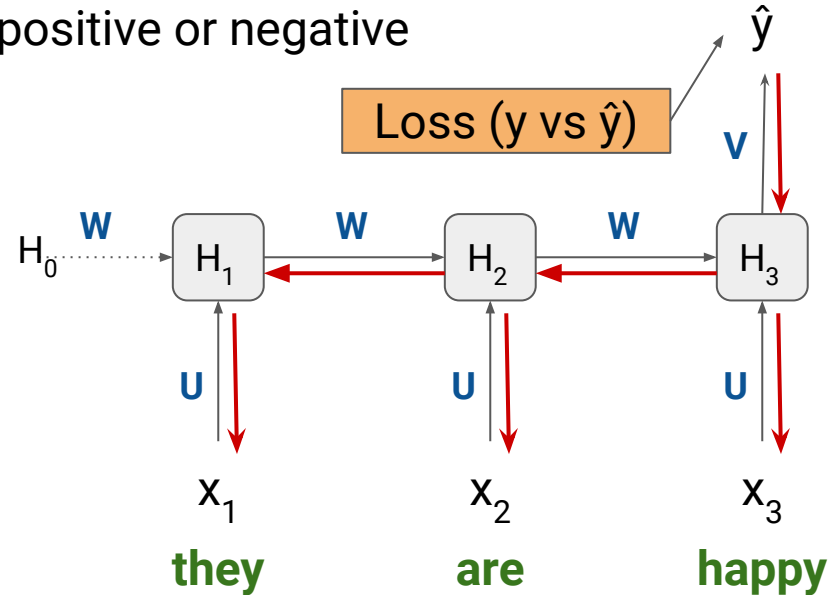 positive or negative
ŷ
Loss (y vs ŷ)
V
W
W
W
H₀
H₁
H₂
H₃
U
U
U
x₁
x₂
x₃
they
are
happy